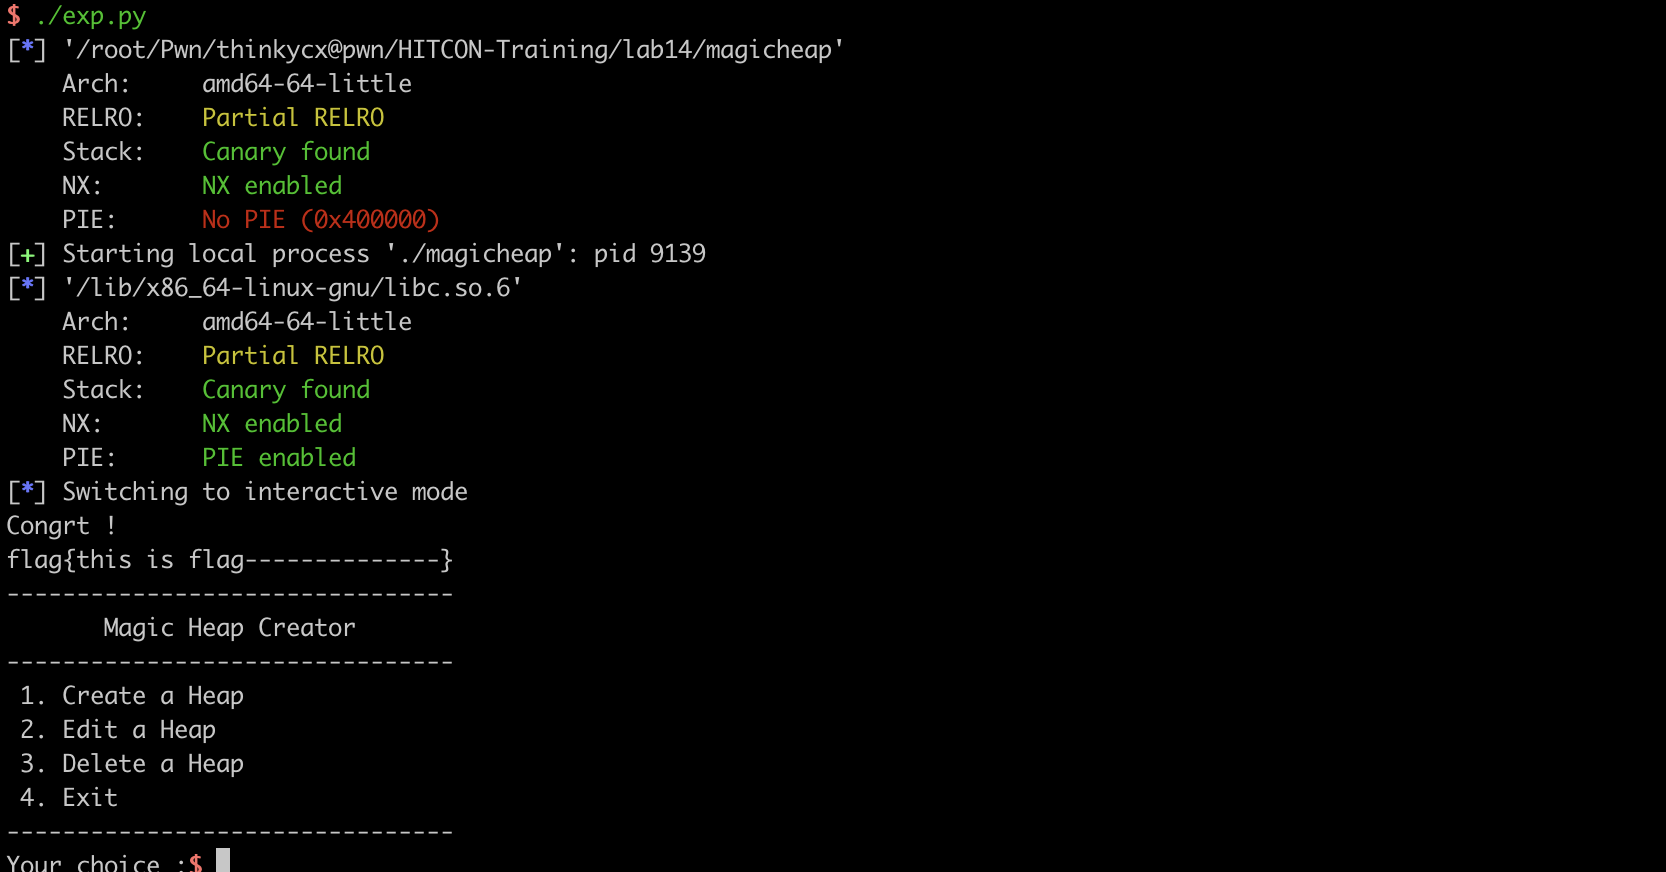 $ ./exp.py
[*] '/root/Pwn/thinkycx@pwn/HITCON-Training/lab14/magicheap'
    Arch:     amd64-64-little
    RELRO:    Partial RELRO
    Stack:    Canary found
    NX:       NX enabled
    PIE:      No PIE (0x400000)
[+] Starting local process './magicheap': pid 9139
[*] '/lib/x86_64-linux-gnu/libc.so.6'
    Arch:     amd64-64-little
    RELRO:    Partial RELRO
    Stack:    Canary found
    NX:       NX enabled
    PIE:      PIE enabled
[*] Switching to interactive mode
Congrt !
flag{this is flag--------------}
--------------------------------
       Magic Heap Creator
--------------------------------
 1. Create a Heap
 2. Edit a Heap
 3. Delete a Heap
 4. Exit
--------------------------------
Your choice :$